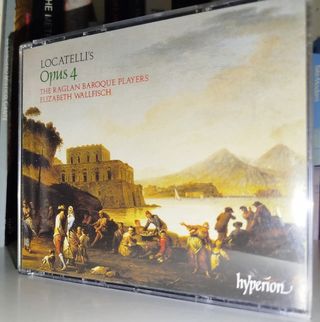 LOCATELLI'S
Opus 4
THE RAGLAN BAROQUE PLAYERS
ELIZABETH WALLFISCH
hyperion